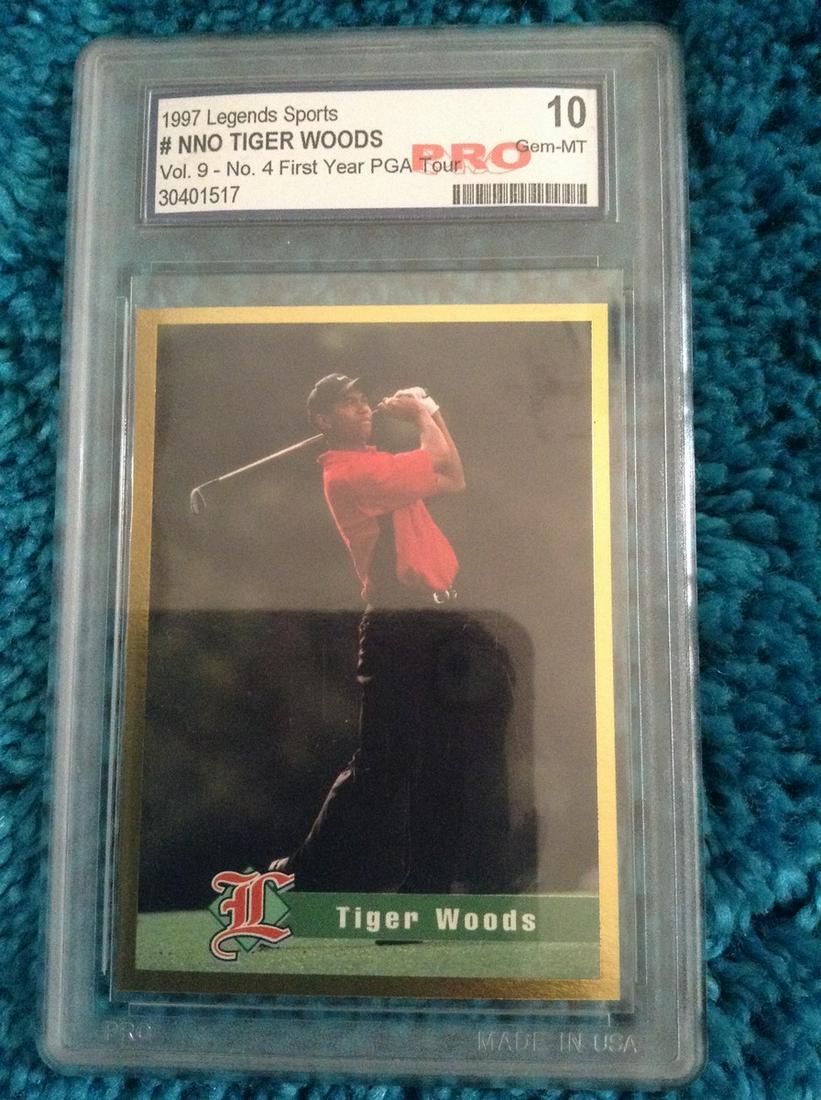 1997 Legends Sports
10
# NNO TIGER WOODS
PRO
Gem-MT
Vol. 9 - No. 4 First Year PGA Tour
30401517
L
Tiger Woods
PRO
MADE IN USA